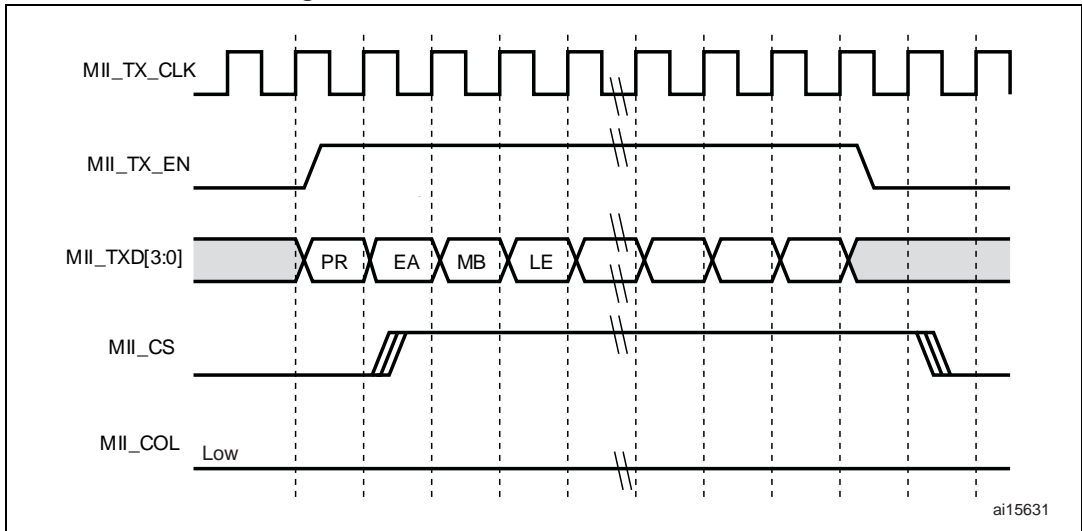 MII_TX_CLK
MII_TX_EN
MII_TXD[3:0]
PR EA MB LE
MII_CS
MII_COL
Low
ai15631